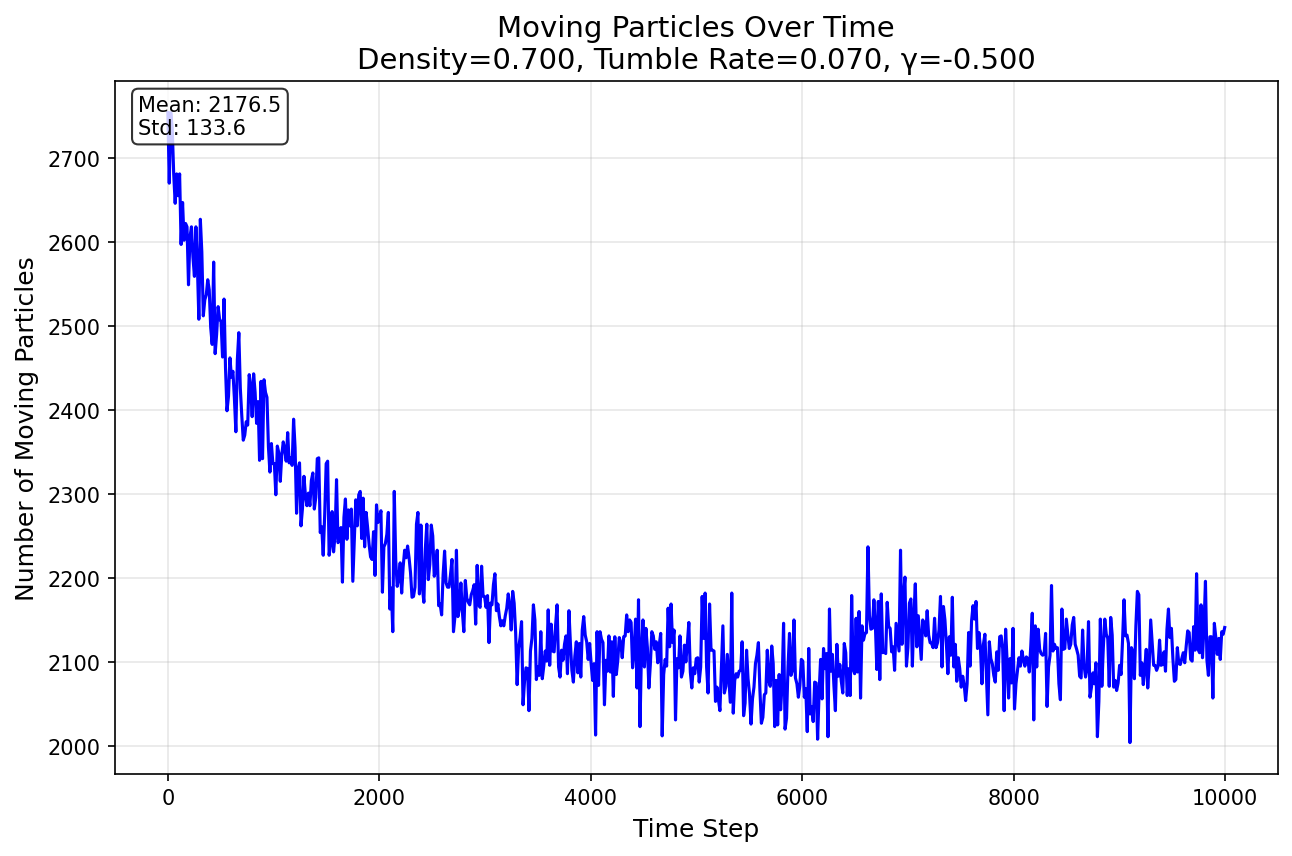 Moving Particles Over Time
Density=0.700, Tumble Rate=0.070, γ=-0.500
Mean: 2176.5
Std: 133.6
Number of Moving Particles
2700
2600
2500
2400
2300
2200
2100
2000
0 2000 4000 6000 8000 10000
Time Step